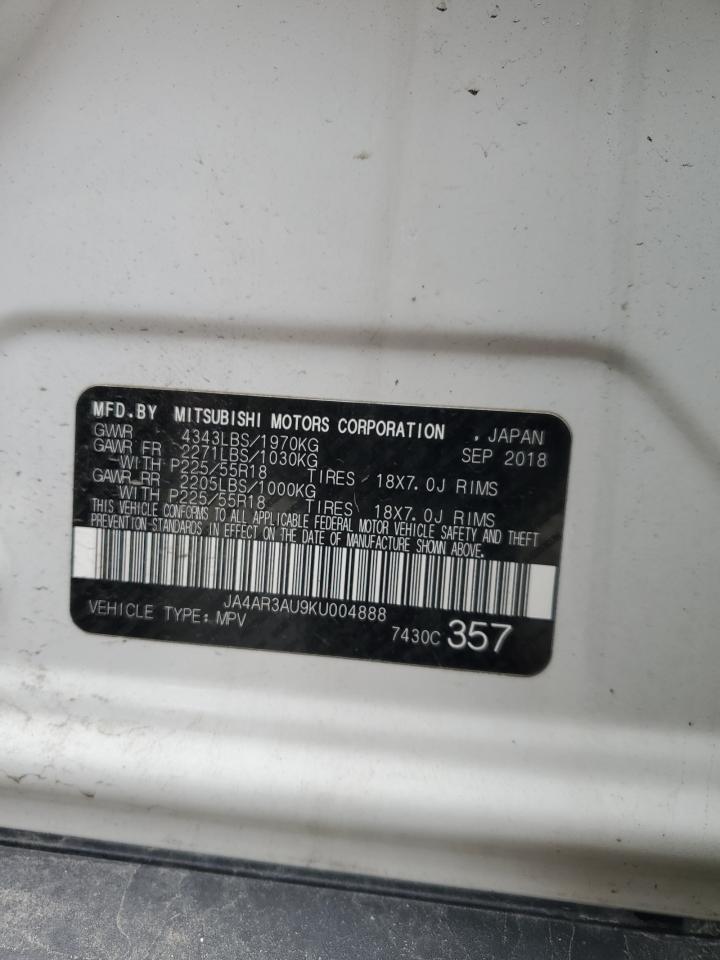 MFD.BY MITSUBISHI MOTORS CORPORATION , JAPAN
GVWR 4343LBS/1970KG SEP 2018
GAWR FR 2271LBS/1030KG
-WITH P225/55R18 TIRES / 18X7.0J RIMS
GAWR RR 2205LBS/1000KG
-WITH P225/55R18 TIRES / 18X7.0J RIMS
THIS VEHICLE CONFORMS TO ALL APPLICABLE FEDERAL MOTOR VEHICLE SAFETY AND THEFT
PREVENTION-STANDARDS IN EFFECT ON THE DATE OF MANUFACTURE SHOWN ABOVE.
JA4AR3AU9KU004888
VEHICLE TYPE: MPV 7430C 357